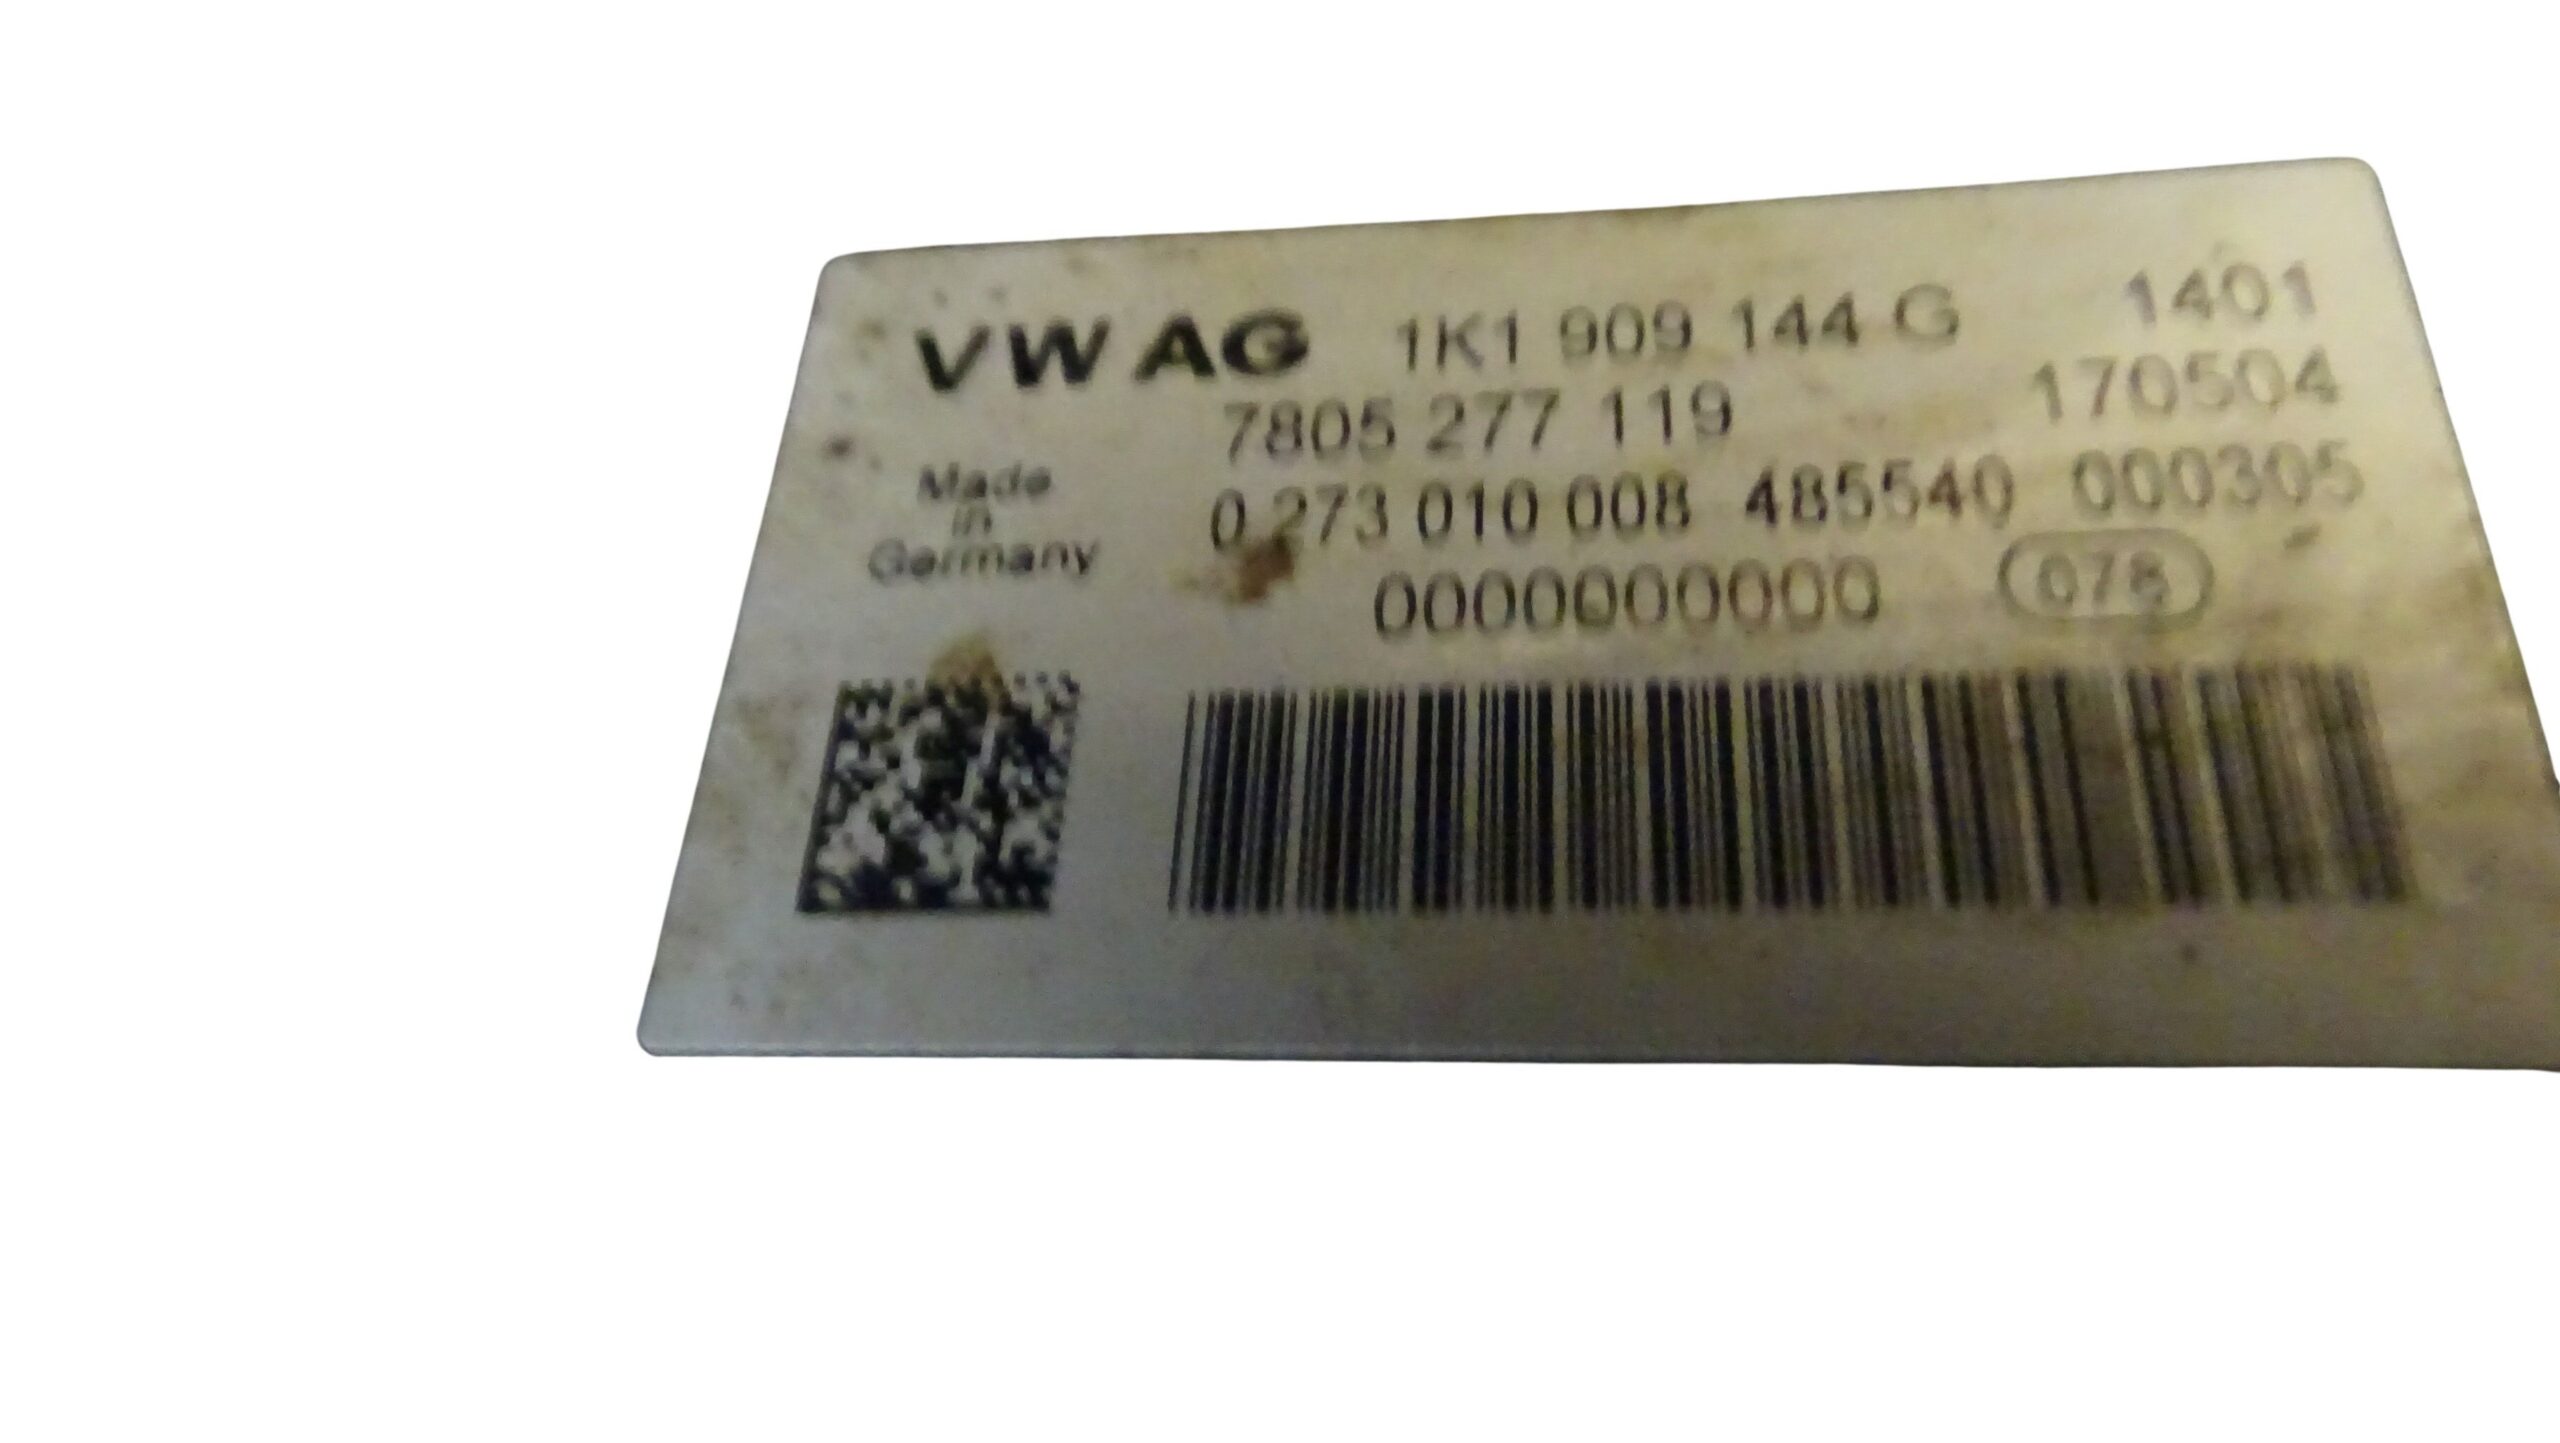 VW AG 1K1 909 144 G 1401
7805 277 119 170504
Made
in
Germany
0 273 010 008 485540 000305
0000000000 078